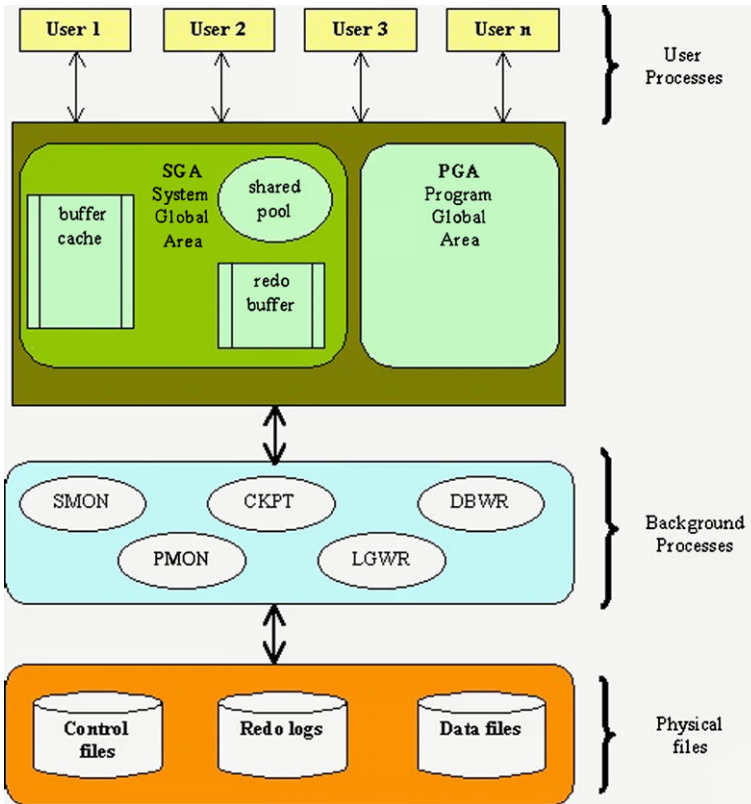 User 1
User 2
User 3
User n
User
Processes
SGA
System
Global
Area
shared
pool
buffer
cache
redo
buffer
PGA
Program
Global
Area
SMON
CKPT
DBWR
PMON
LGWR
Background
Processes
Control
files
Redo logs
Data files
Physical
files